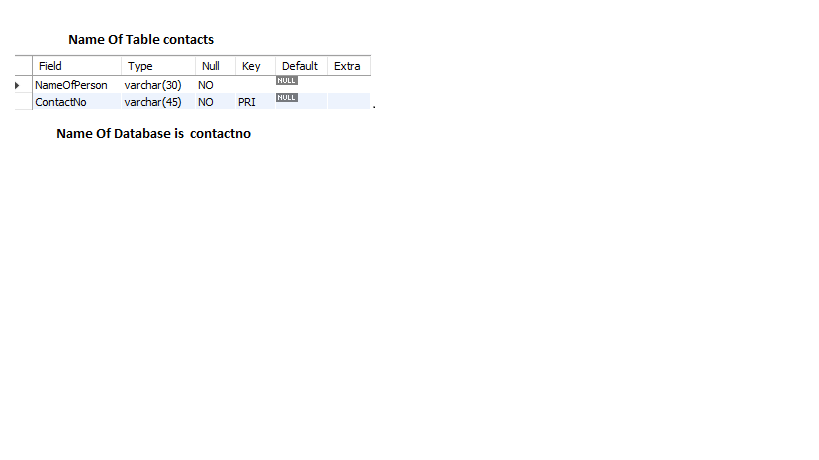 Name Of Table contacts
Field Type Null Key Default Extra
NameOfPerson varchar(30) NO NULL
ContactNo varchar(45) NO PRI NULL
.
Name Of Database is contactno